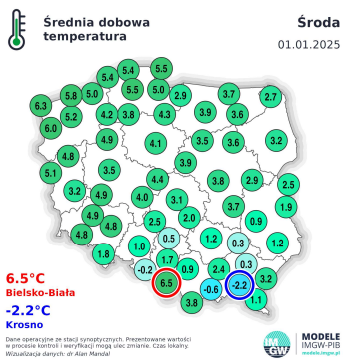 Średnia dobowa
temperatura
Środa
01.01.2025
5.4 5.4 5.5
6.3 5.8 5.0 5.5 5.0 2.9 3.7 2.7
6.0 5.2 4.2 3.8 4.3 3.9 3.6
4.8 4.9 4.1 3.5 3.6 3.2
5.1 3.5 3.9
3.2 4.9 4.4 3.8 2.9 2.5
4.0 3.1 3.7 1.9
4.9 4.8 4.8 2.5 2.0 0.9
1.8 1.0 0.5 1.2 0.3 1.2
-0.2 1.7 0.9 2.4 0.3
6.5 -0.6 -2.2 3.2
3.8 1.1
6.5°C
Bielsko-Biała
-2.2°C
Krosno
Dane operacyjne ze stacji synoptycznych. Prezentowane wartości
w procesie kontroli i weryfikacji mogą ulec zmianie. Czas lokalny.
Wizualizacja danych: dr Alan Mandal
IM
GW
MODELE
IMGW-PIB
modele.imgw.pl